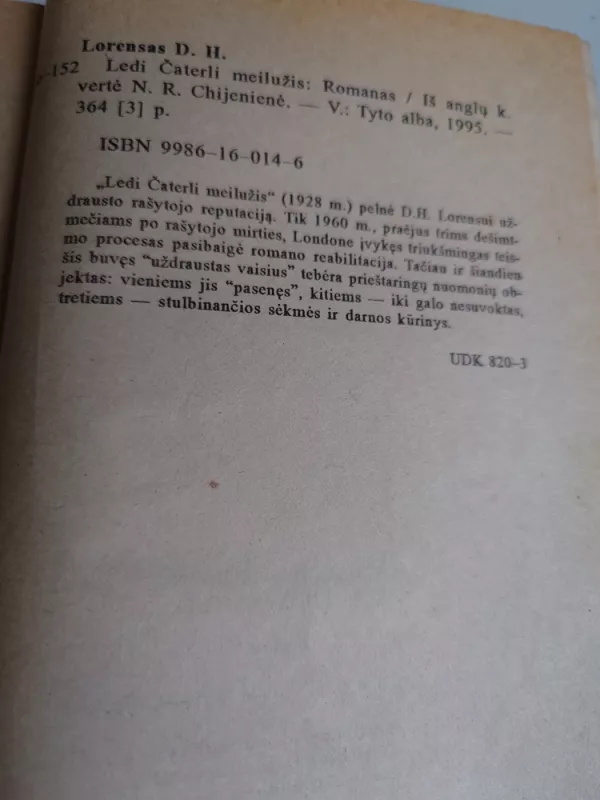 Lorensas D. H.
-152 Ledi Čaterli meilužis: Romanas / Iš anglų k.
vertė N. R. Chijenienė. — V.: Tyto alba, 1995. —
364 [3] p.
ISBN 9986-16-014-6
„Ledi Čaterli meilužis“ (1928 m.) pelnė D.H. Lorensui už-
drausto rašytojo reputaciją. Tik 1960 m., praėjus trims dešimt-
mečiams po rašytojo mirties, Londone įvykęs triukšmingas teis-
mo procesas pasibaigė romano reabilitacija. Tačiau ir šiandien
šis buvęs “uždraustas vaisius” tebėra prieštaringų nuomonių ob-
jektas: vieniems jis “pasenęs”, kitiems — iki galo nesuvoktas,
tretiems — stulbinančios sėkmės ir darnos kūrinys.
UDK 820-3